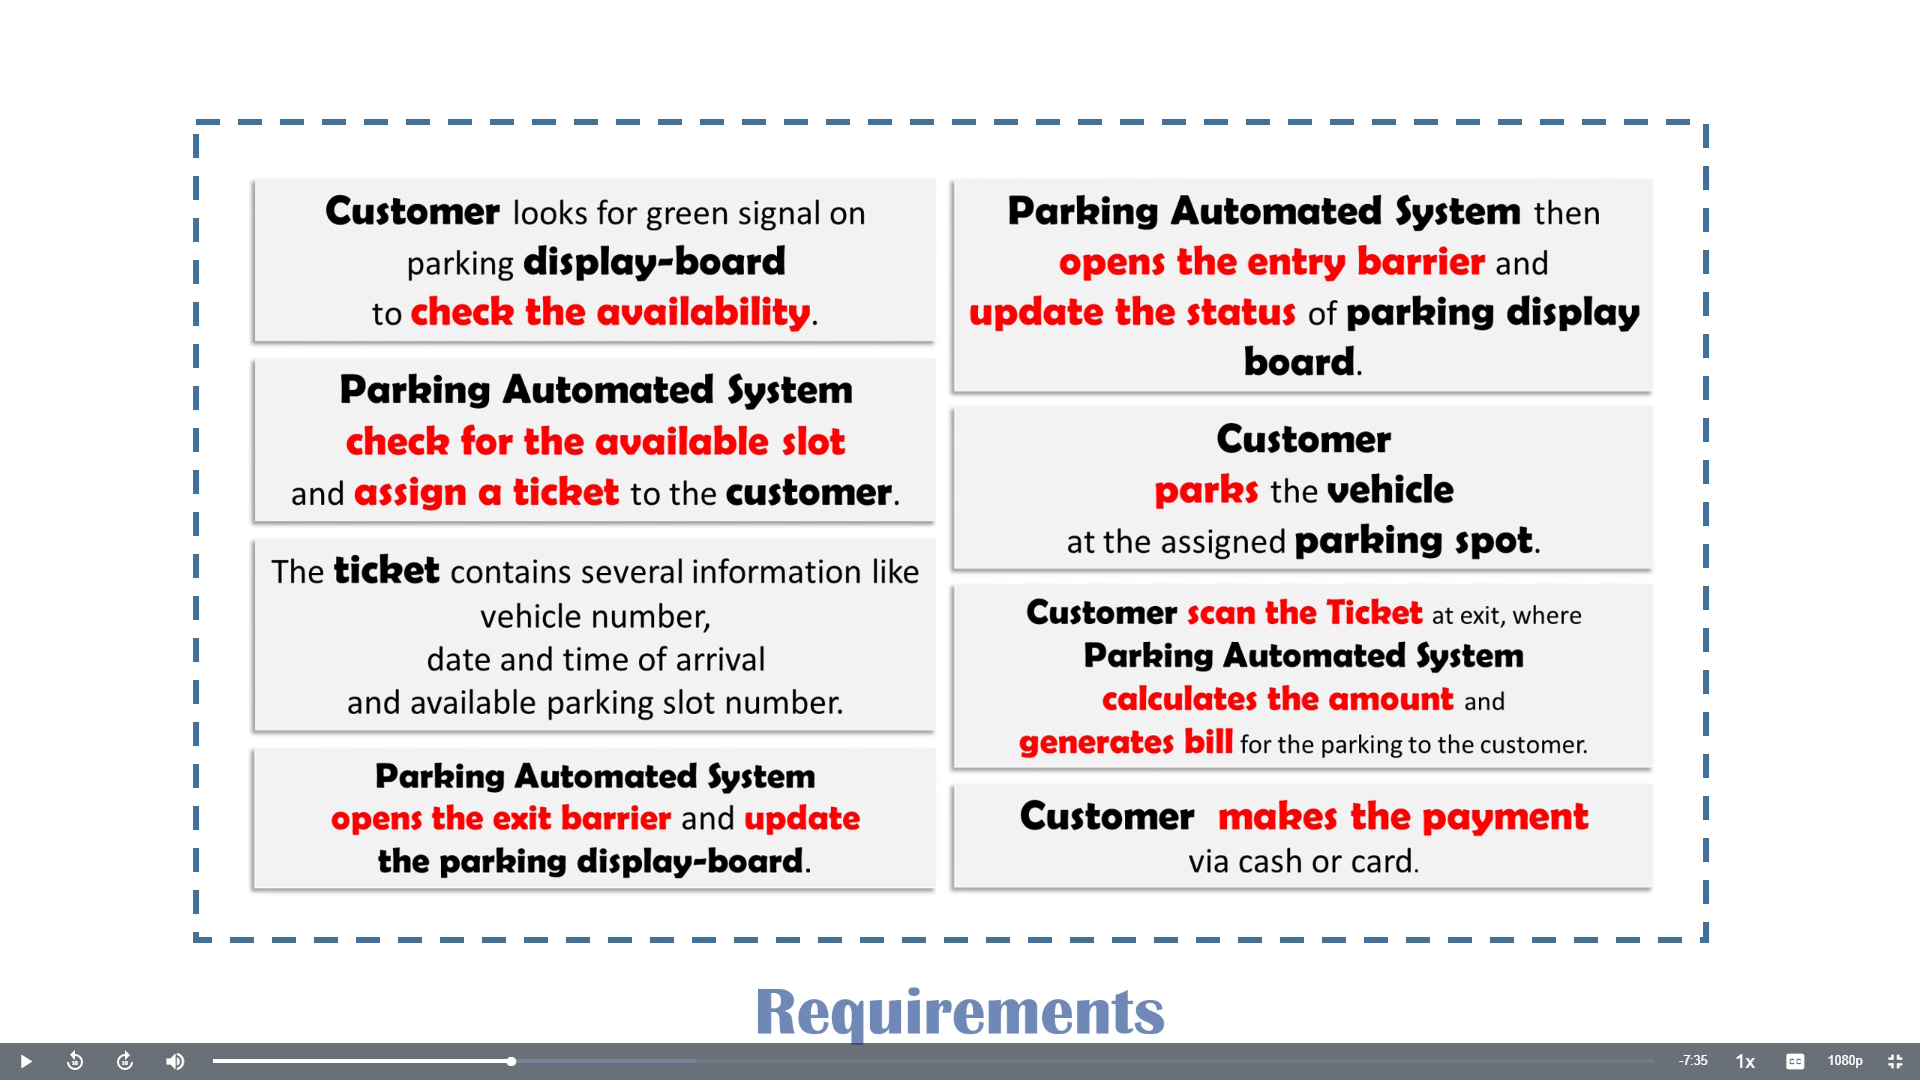 Customer looks for green signal on
parking display-board
to check the availability.
Parking Automated System
check for the available slot
and assign a ticket to the customer.
The ticket contains several information like
vehicle number,
date and time of arrival
and available parking slot number.
Parking Automated System
opens the exit barrier and update
the parking display-board.
Parking Automated System then
opens the entry barrier and
update the status of parking display
board.
Customer
parks the vehicle
at the assigned parking spot.
Customer scan the Ticket at exit, where
Parking Automated System
calculates the amount and
generates bill for the parking to the customer.
Customer makes the payment
via cash or card.
Requirements
-7:35 1x CC 1080p